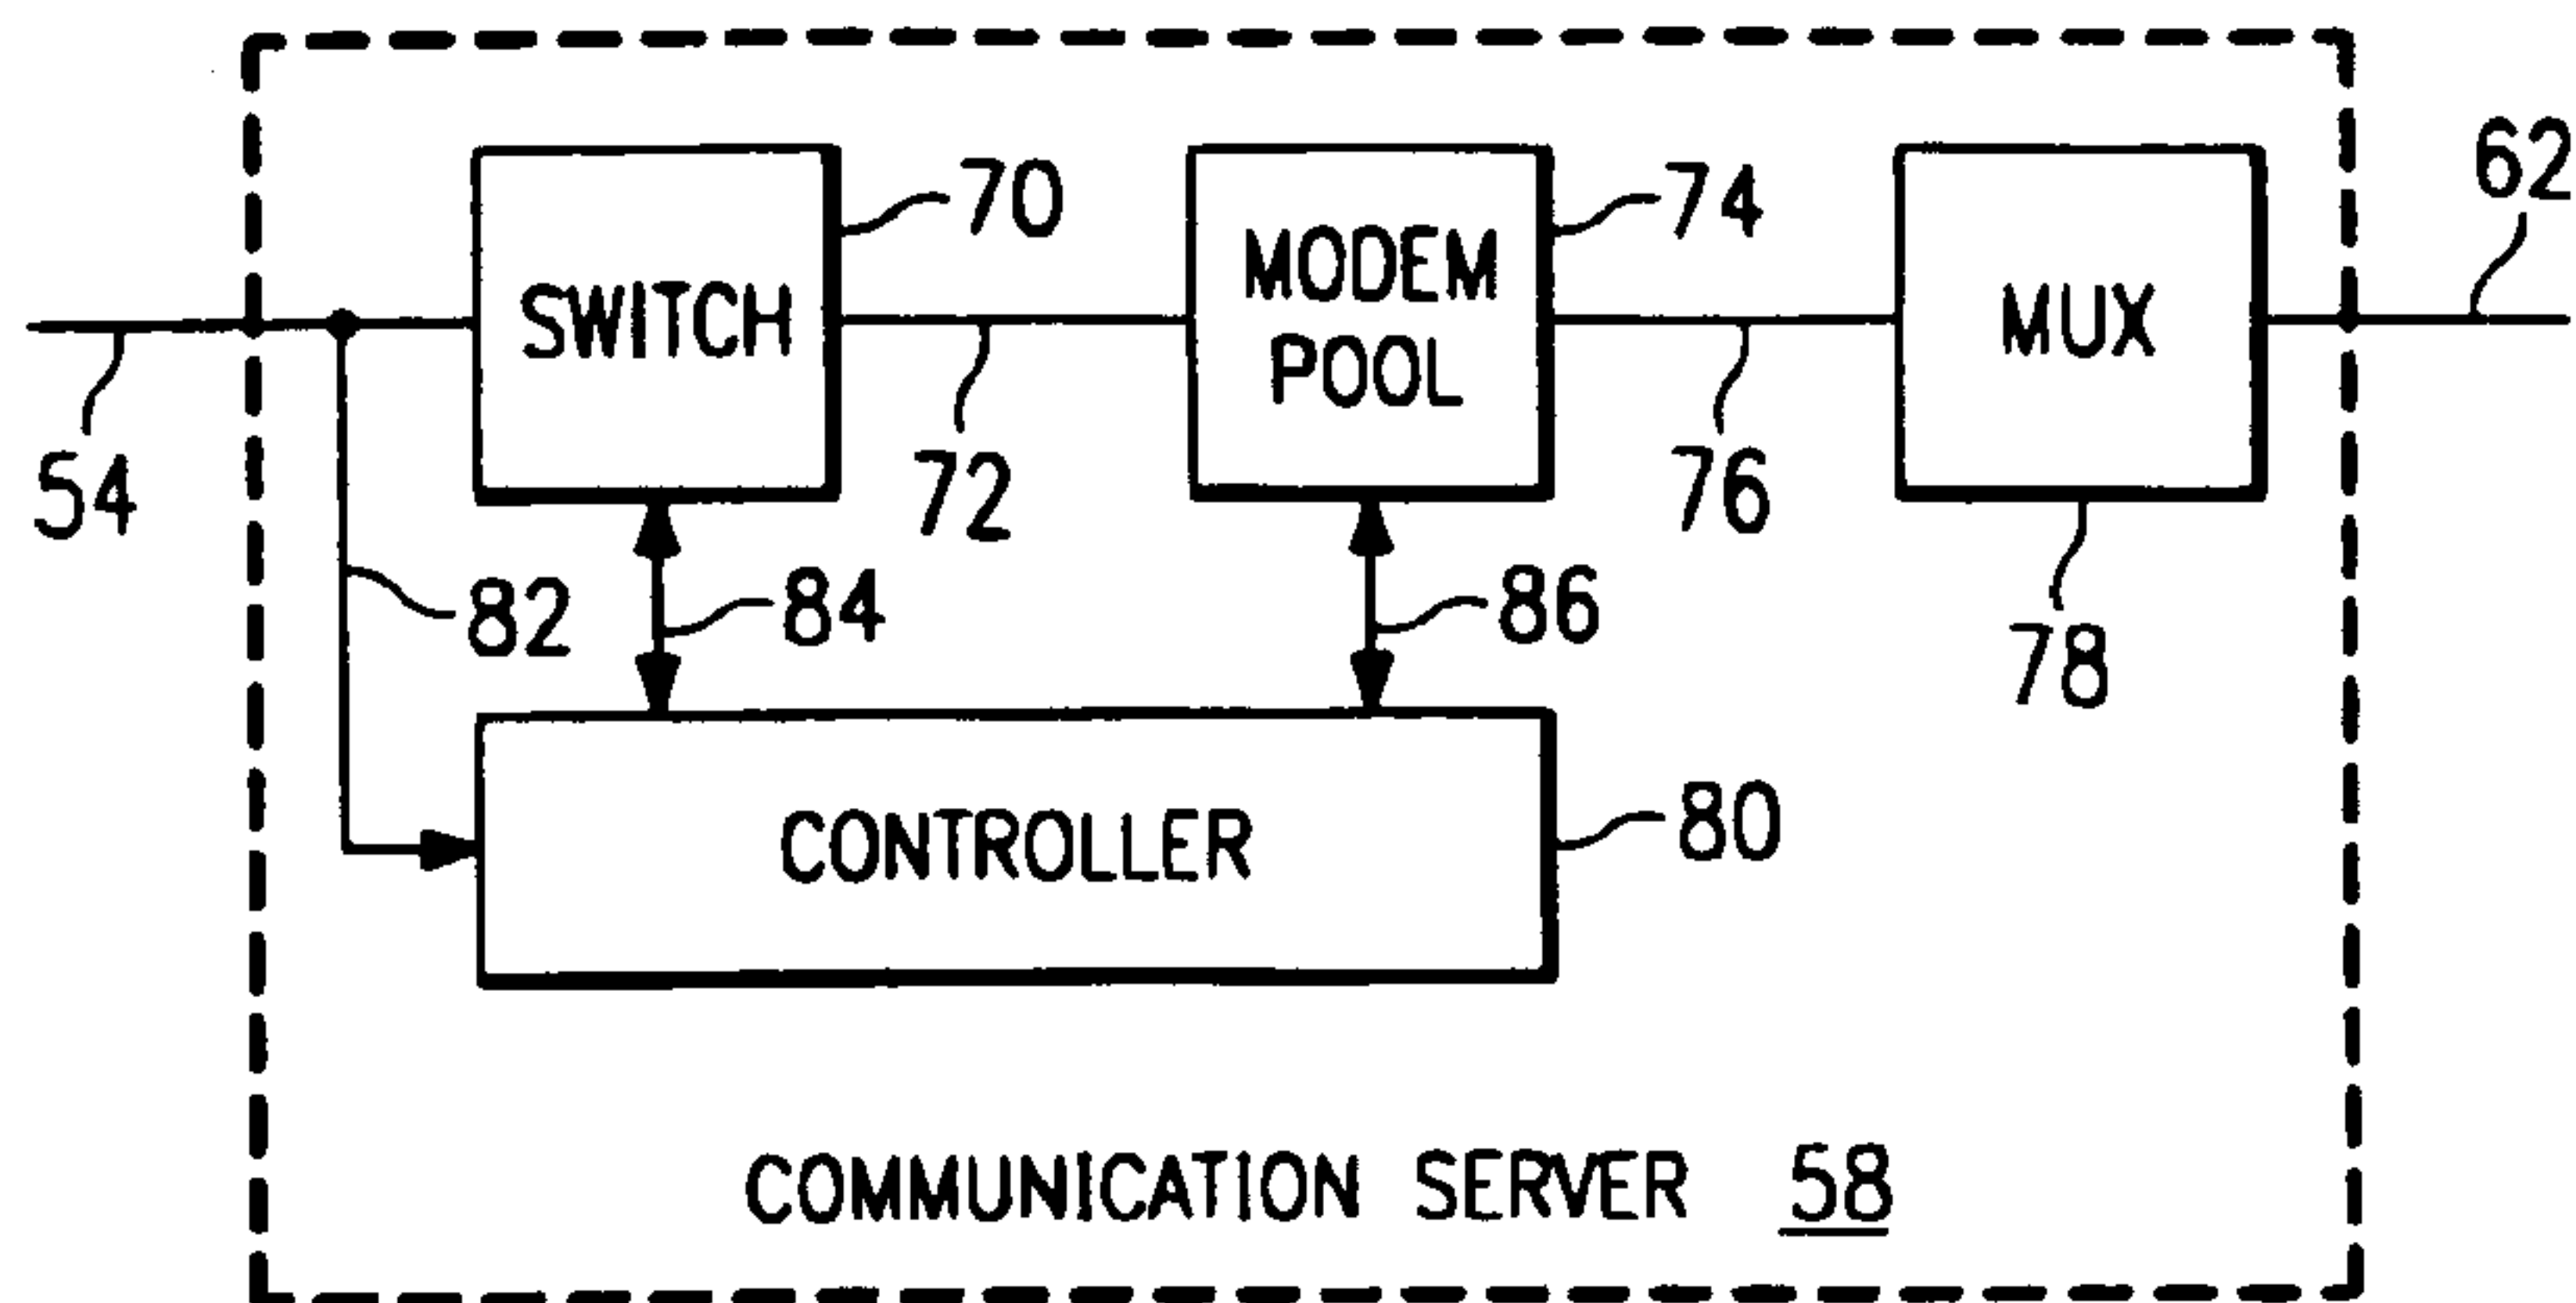 62
70
74
SWITCH
MODEM
POOL
MUX
54
72
76
82
84
86
78
CONTROLLER
80
COMMUNICATION SERVER 58